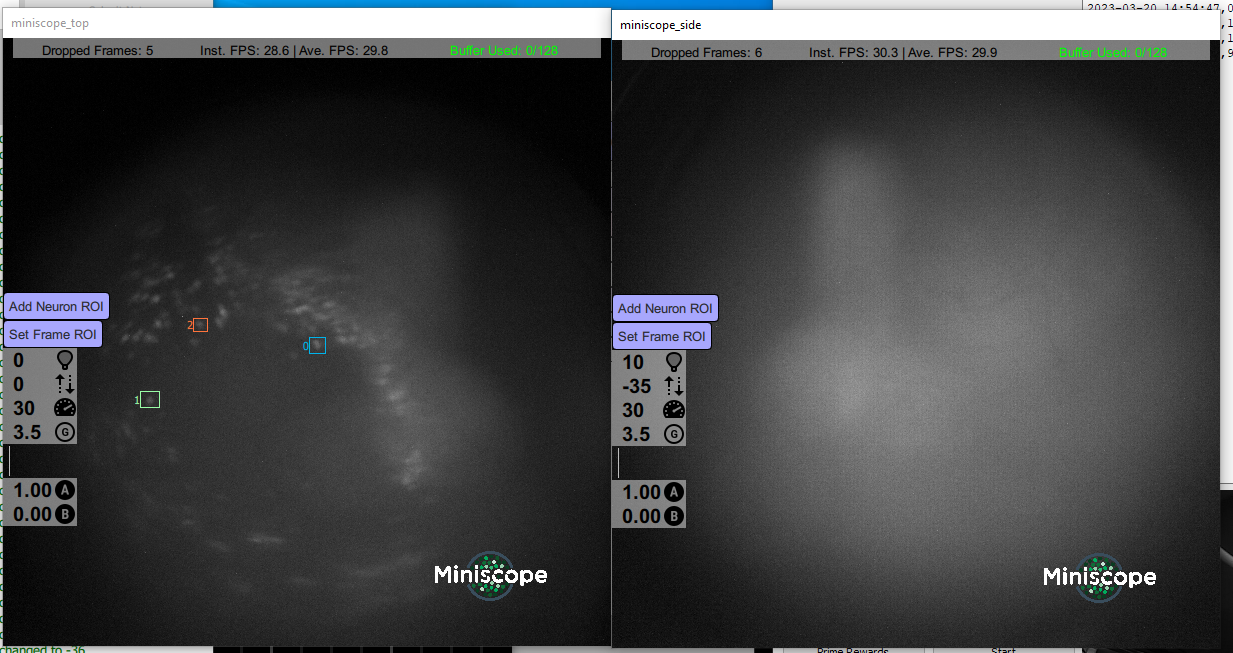 miniscope_top
Dropped Frames: 5 Inst. FPS: 28.6 | Ave. FPS: 29.8 Buffer Used: 0/128
2
0
1
Add Neuron ROI
Set Frame ROI
0
0
30
3.5 G
1.00 A
0.00 B
Miniscope
changed to -36
miniscope_side
Dropped Frames: 6 Inst. FPS: 30.3 | Ave. FPS: 29.9 Buffer Used: 0/128
Add Neuron ROI
Set Frame ROI
10
-35
30
3.5 G
1.00 A
0.00 B
Miniscope
2023-03-20 14:54:47,0
Prime Rewards
Start